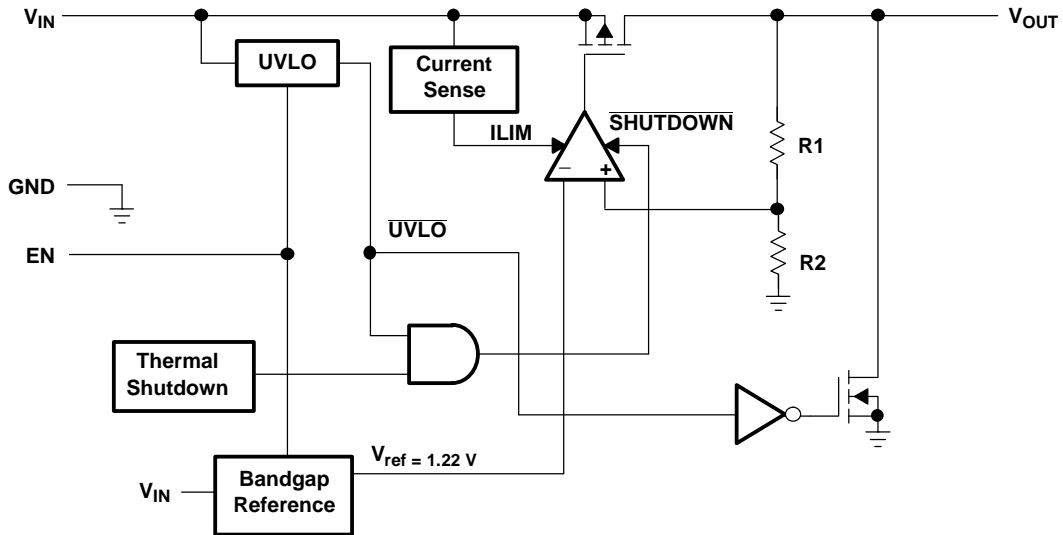 VIN
VOUT
UVLO
Current
Sense
SHUTDOWN
ILIM
R1
− +
GND
UVLO
EN
R2
Thermal
Shutdown
Vref = 1.22 V
Bandgap
Reference
VIN